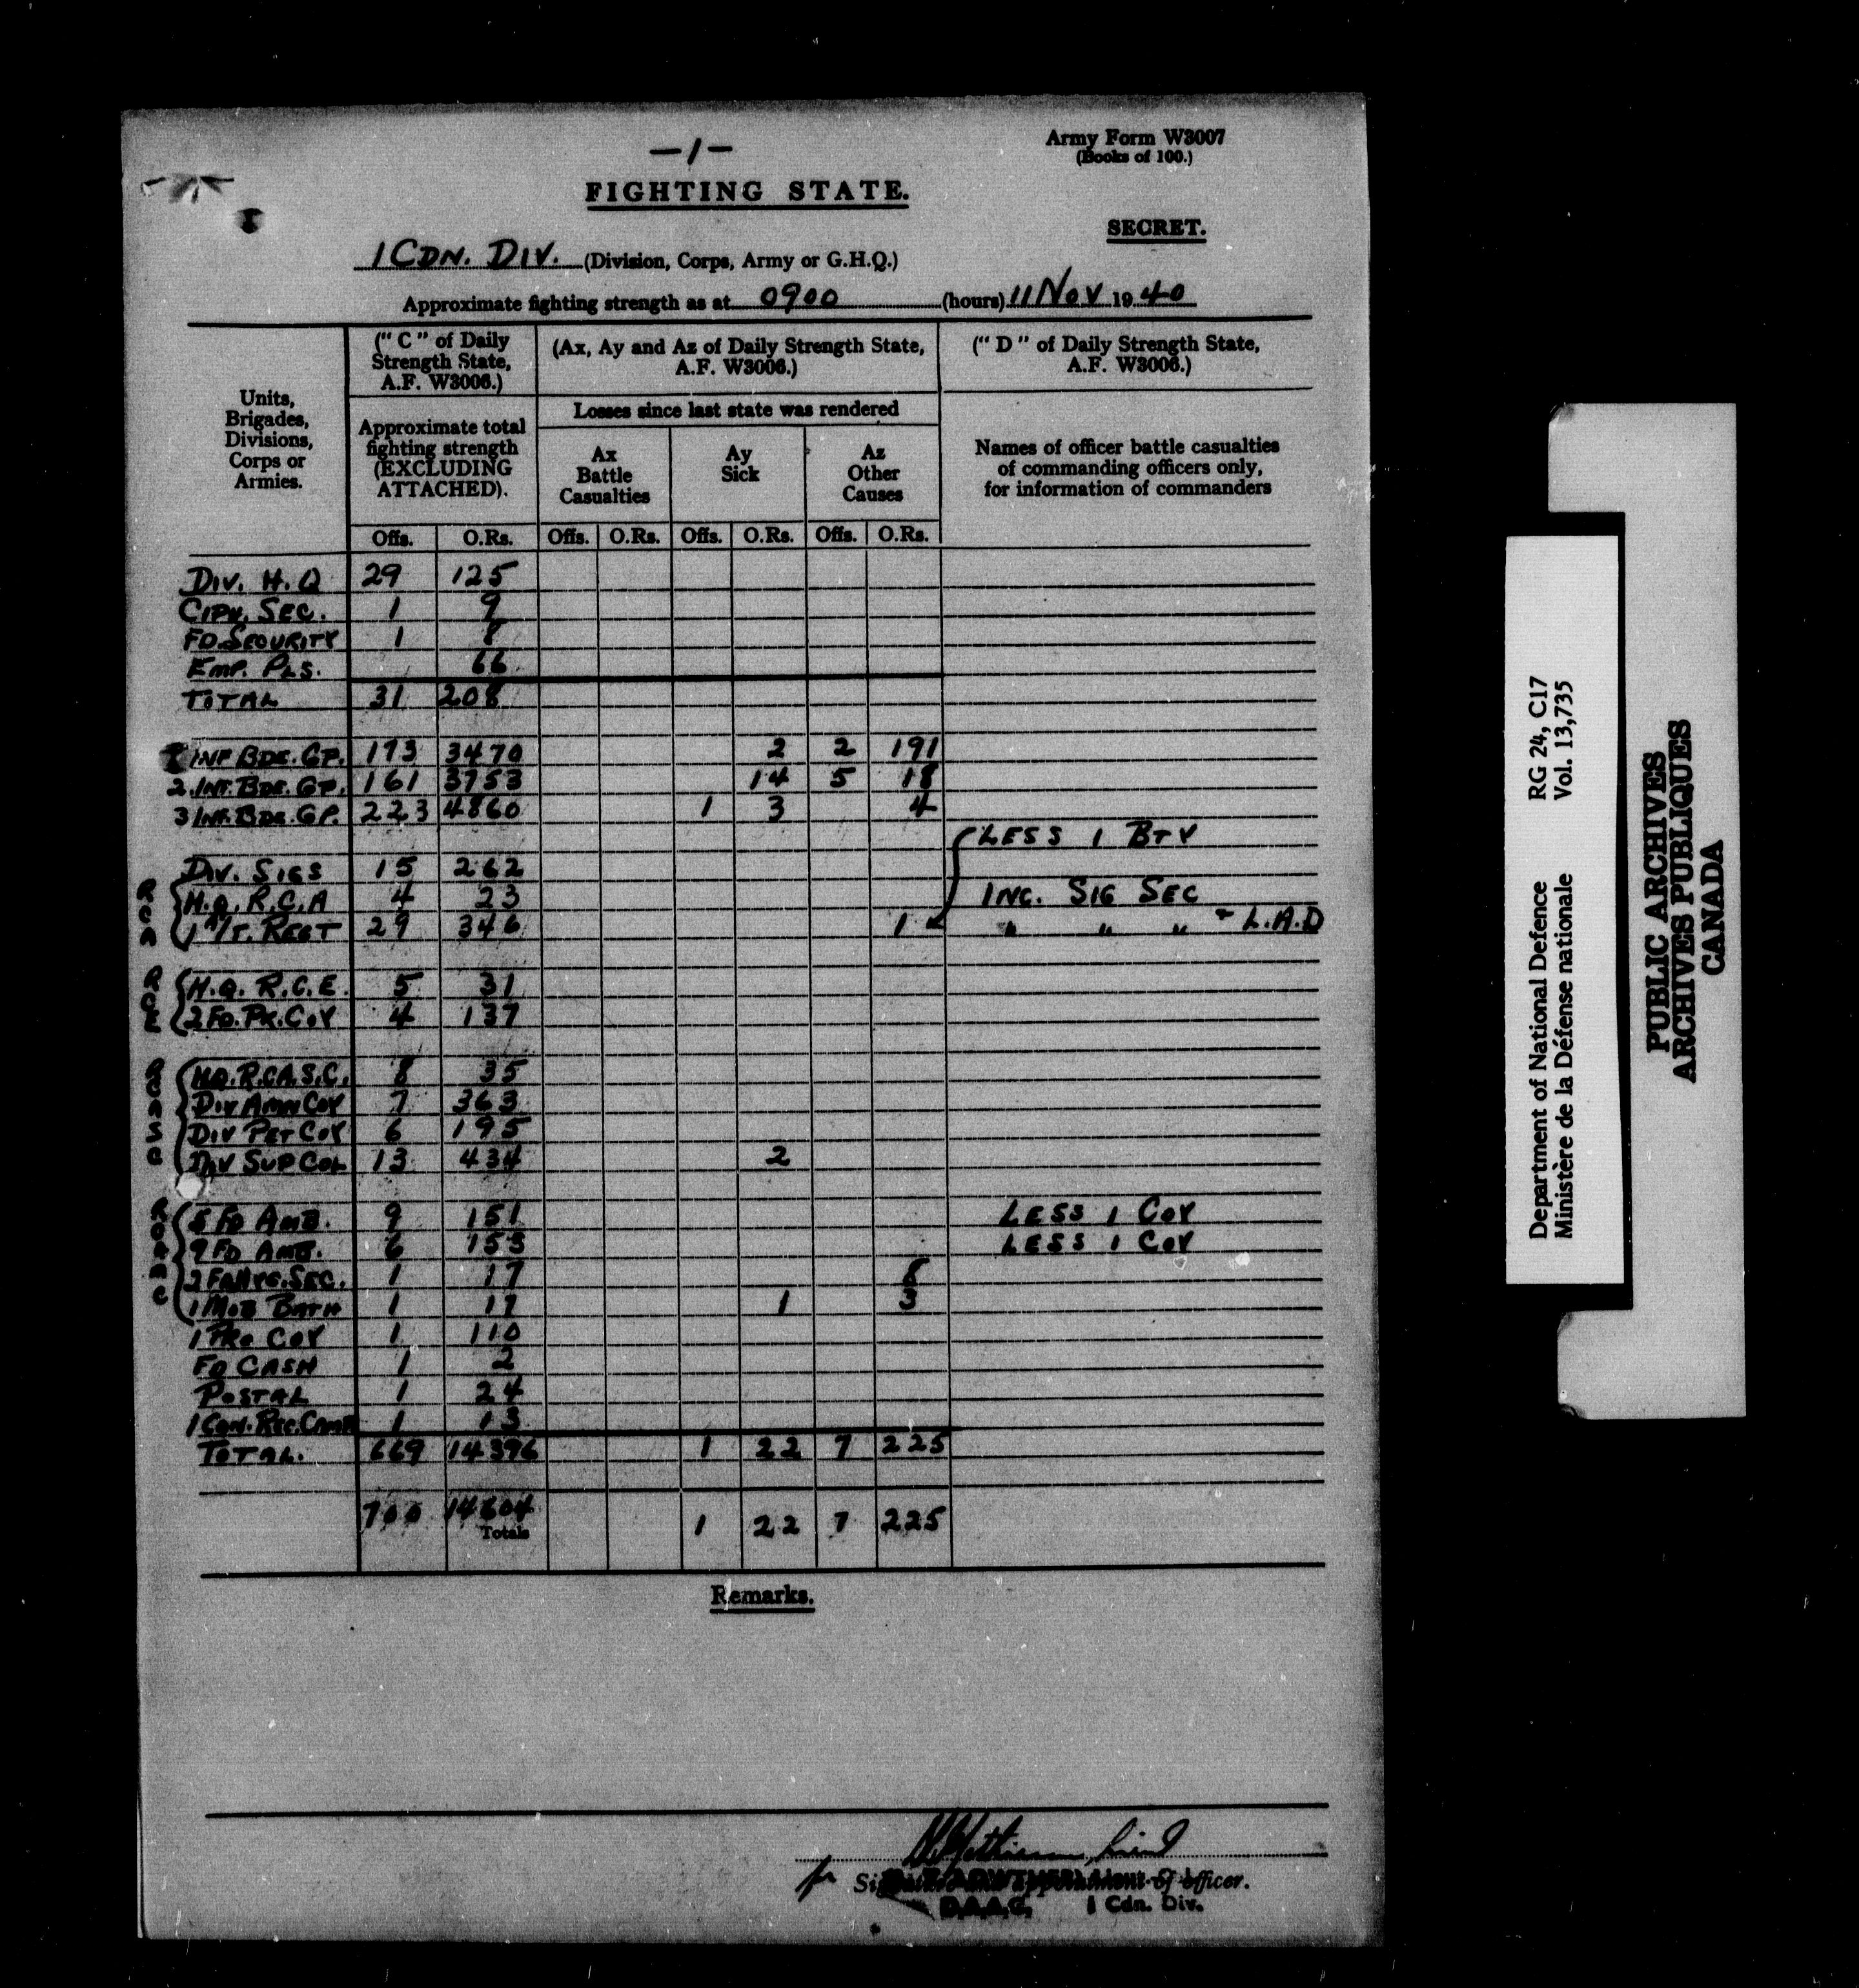 —1—
Army Form W3007
(Books of 100.)
FIGHTING STATE.
SECRET.
1 CDN. DIV. (Division, Corps, Army or G.H.Q.)
Approximate fighting strength as at 0900 (hours) 11 NOV 1940
Units, Brigades, Divisions, Corps or Armies.
("C" of Daily Strength State, A.F. W3006.)
(Ax, Ay and Az of Daily Strength State, A.F. W3006.)
("D" of Daily Strength State, A.F. W3006.)
Approximate total fighting strength (EXCLUDING ATTACHED).
Losses since last state was rendered
Ax Battle Casualties
Ay Sick
Az Other Causes
Names of officer battle casualties of commanding officers only, for information of commanders
Offs. O.Rs. Offs. O.Rs. Offs. O.Rs. Offs. O.Rs.
DIV. H.Q 29 125
CIPH. SEC. 1 9
FD. SECURITY 1 8
EMP. PLS. 66
TOTAL 31 208
1 INF BDE. GP. 173 3470 2 2 191
2 INF. BDE. GP. 161 3753 14 5 18
3 INF. BDE. GP. 223 4860 1 3 4
LESS 1 BTY
DIV. SIGS 15 262
RCA
H.Q. R.C.A 4 23 INC. SIG SEC
1 A/T. REGT 29 346 1 " " " + L.A.D
RCE
H.Q. R.C.E. 5 31
2 FD. PK. COY 4 137
RCASC
HQ. R.C.A.S.C. 8 35
DIV AMN COY 7 363
DIV PET COY 6 195
DIV SUP COL 13 434 2
RCAMC
5 FD AMB. 9 151 LESS 1 COY
9 FD AMB. 6 153 LESS 1 COY
2 FD HYG. SEC. 1 17 8
1 MOB BATH 1 17 1 3
1 PRO COY 1 110
FD CASH 1 2
POSTAL 1 24
1 CDN. REC. CAMP 1 13
TOTAL. 669 14396 1 22 7 225
700 14604 1 22 7 225
Totals
Remarks.
for
officer.
D.A.A.G. 1 Cdn. Div.
Department of National Defence RG 24, C17
Ministère de la Défense nationale Vol. 13,735
PUBLIC ARCHIVES
ARCHIVES PUBLIQUES
CANADA